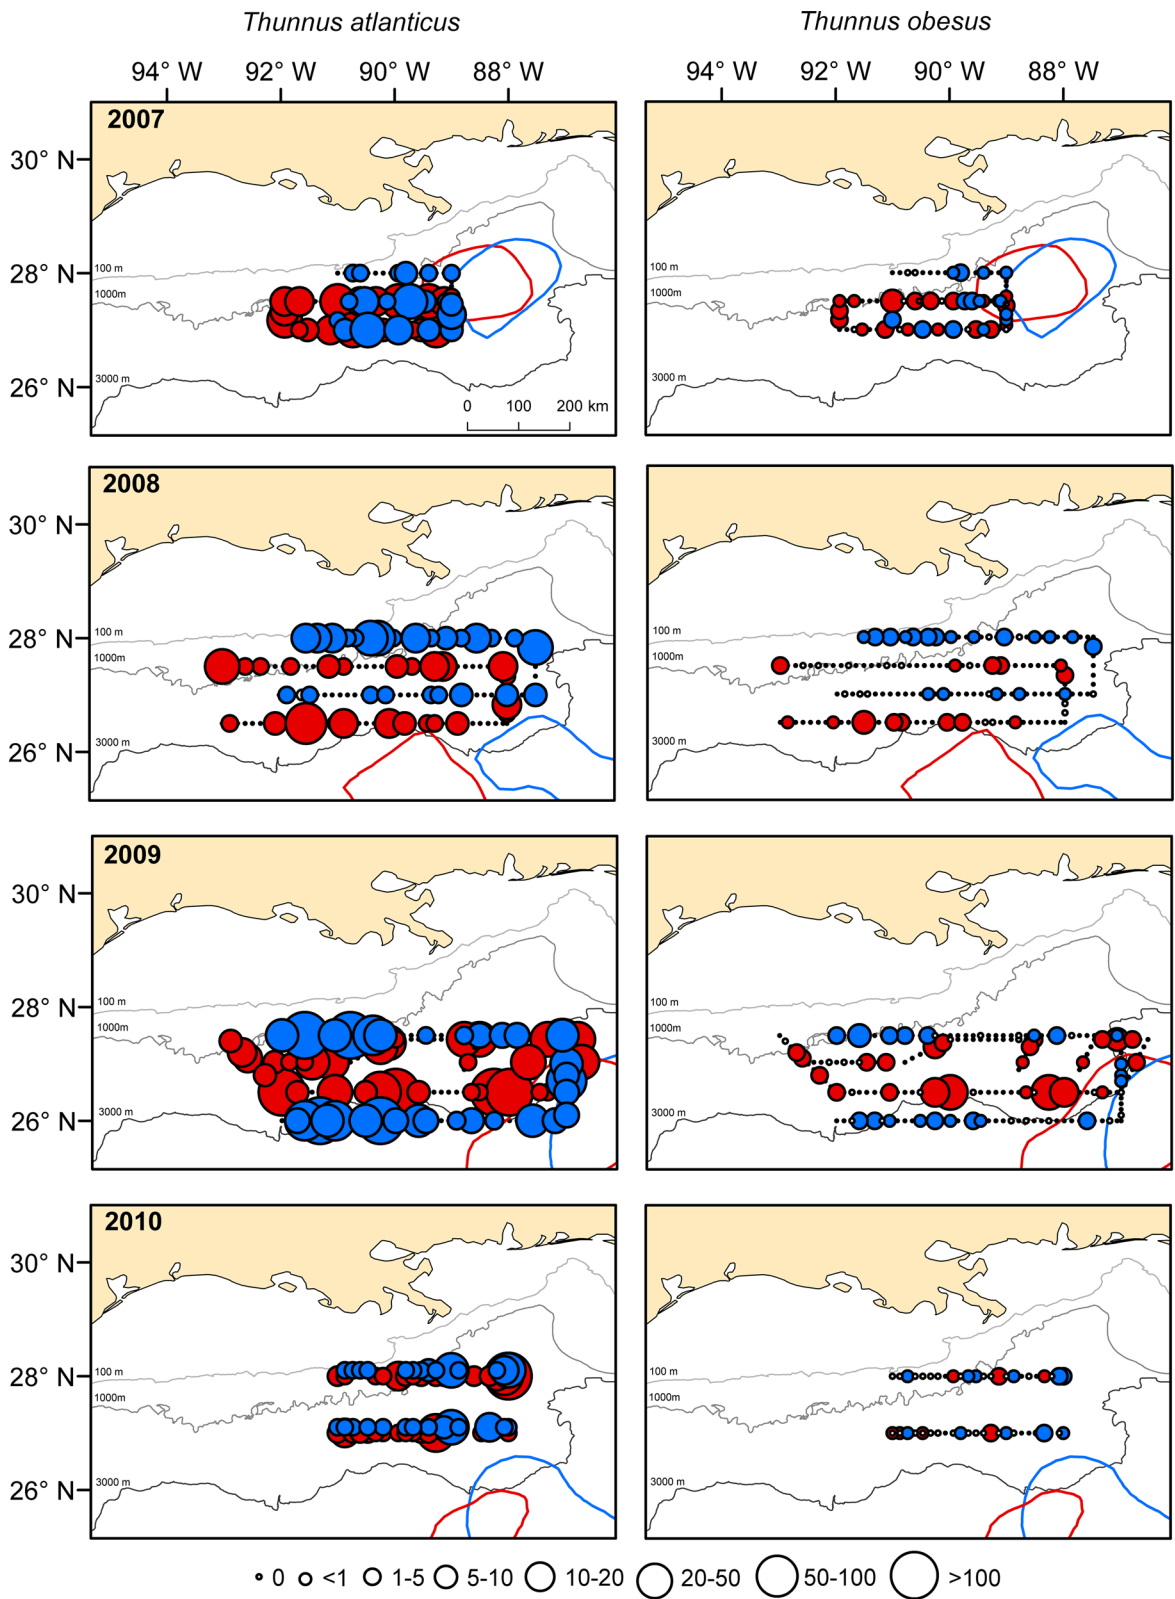 Thunnus atlanticus Thunnus obesus
94° W 92° W 90° W 88° W 94° W 92° W 90° W 88° W
2007
30° N
28° N
100 m 100 m
1000m 1000m
26° N
3000 m 3000 m
0 100 200 km
2008
30° N
28° N
100 m 100 m
1000m 1000m
26° N
3000 m 3000 m
2009
30° N
28° N
100 m 100 m
1000m 1000m
26° N
3000 m 3000 m
2010
30° N
28° N
100 m 100 m
1000m 1000m
26° N
3000 m 3000 m
0 <1 1-5 5-10 10-20 20-50 50-100 >100